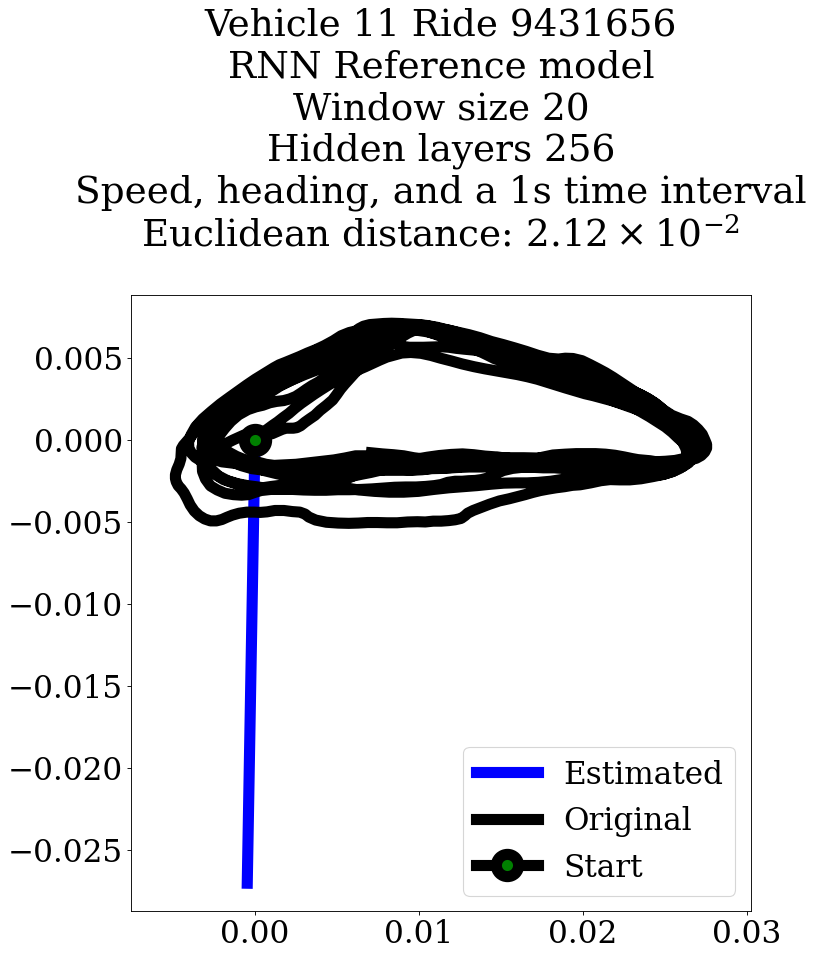 Vehicle 11 Ride 9431656
RNN Reference model
Window size 20
Hidden layers 256
Speed, heading, and a 1s time interval
Euclidean distance: 2.12 × 10⁻²
0.005
0.000
−0.005
−0.010
−0.015
−0.020
−0.025
Estimated
Original
Start
0.00 0.01 0.02 0.03